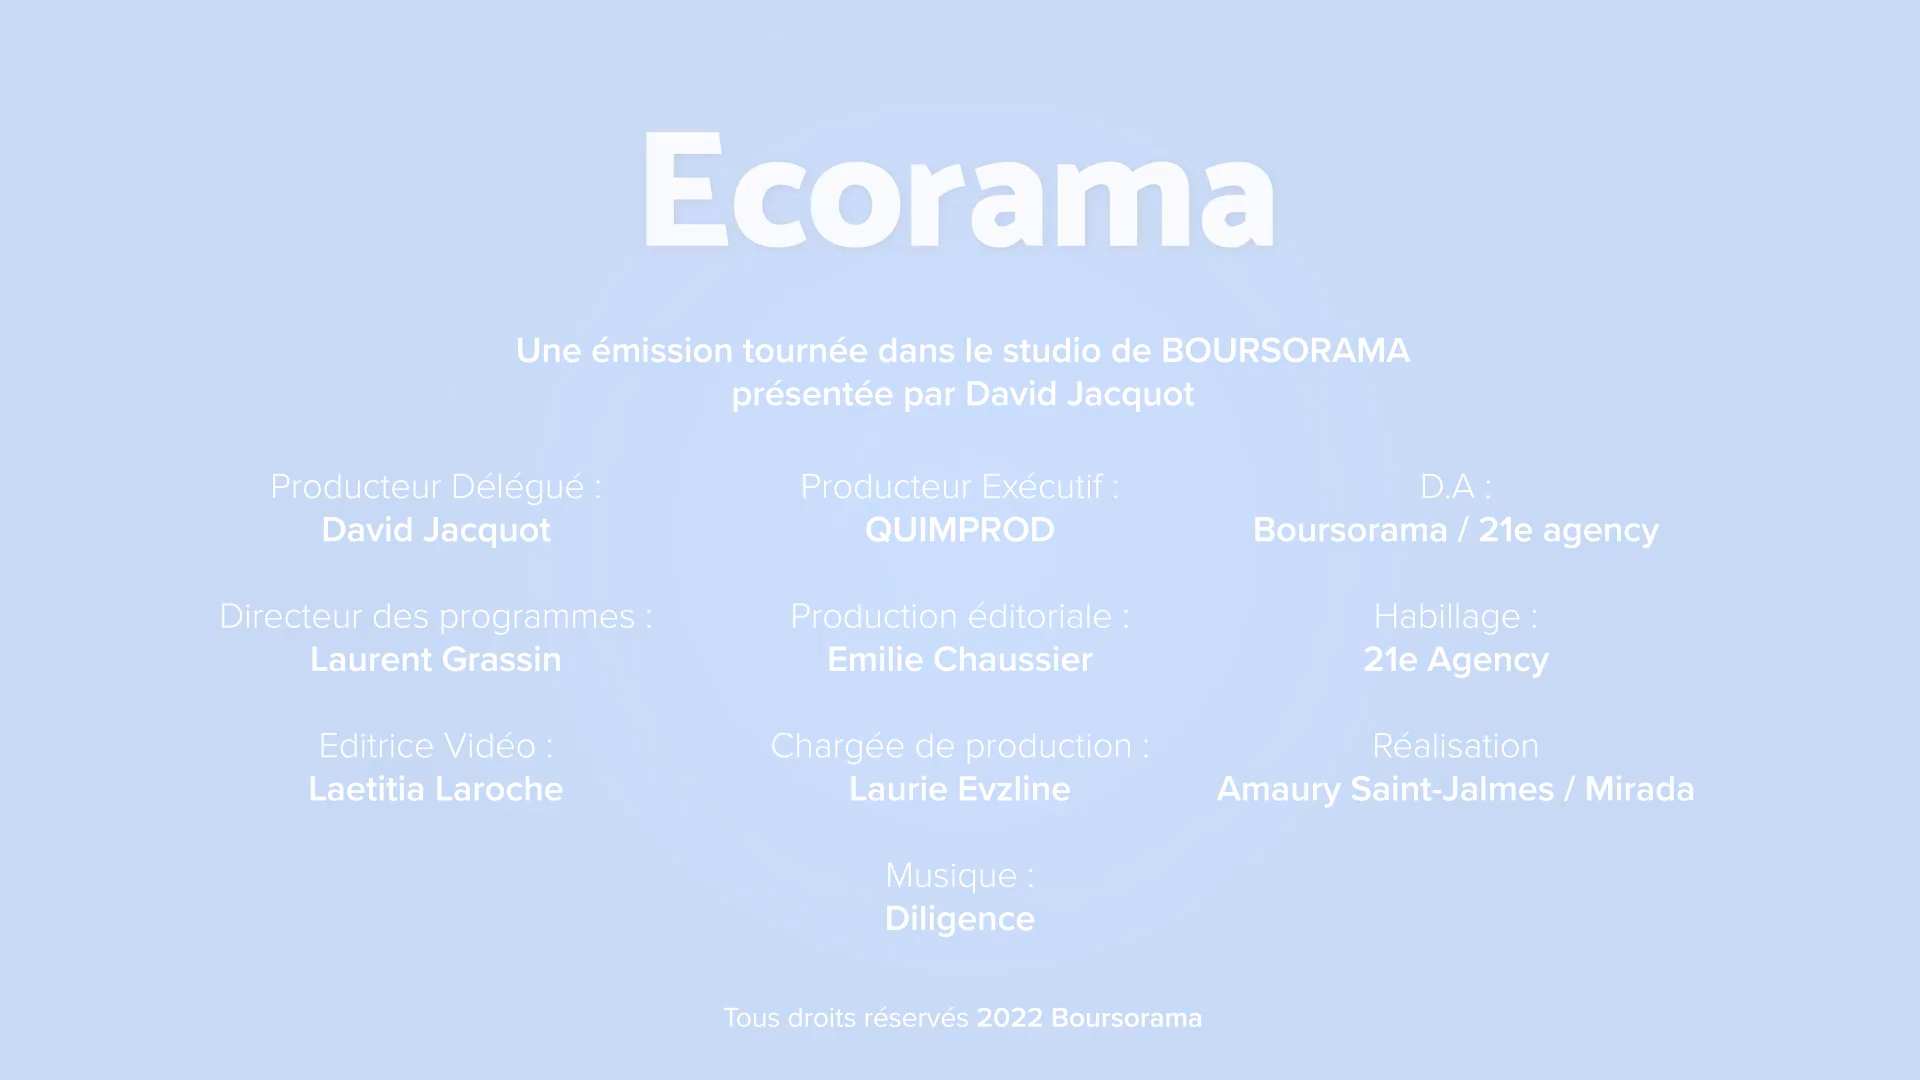 Ecorama
Une émission tournée dans le studio de BOURSORAMA
présentée par David Jacquot
Producteur Délégué :
David Jacquot
Producteur Exécutif :
QUIMPROD
D.A :
Boursorama / 21e agency
Directeur des programmes :
Laurent Grassin
Production éditoriale :
Emilie Chaussier
Habillage :
21e Agency
Editrice Vidéo :
Laetitia Laroche
Chargée de production :
Laurie Evzline
Réalisation
Amaury Saint-Jalmes / Mirada
Musique :
Diligence
Tous droits réservés 2022 Boursorama